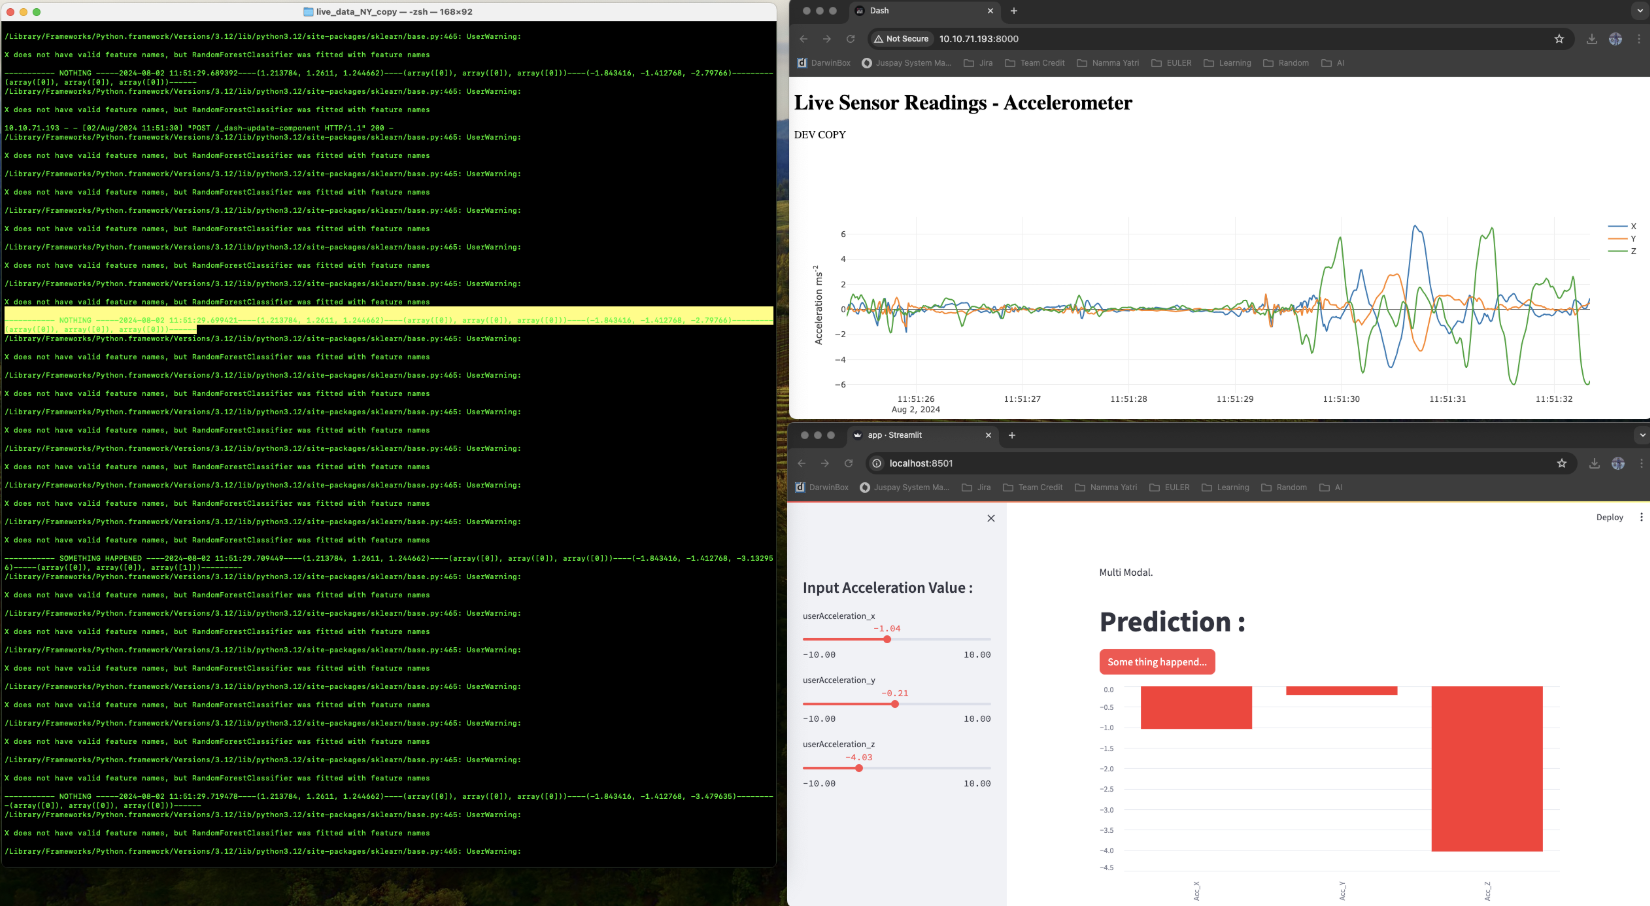 live_data_NY_copy — -zsh — 168×92
/Library/Frameworks/Python.framework/Versions/3.12/lib/python3.12/site-packages/sklearn/base.py:465: UserWarning:
X does not have valid feature names, but RandomForestClassifier was fitted with feature names
----------- NOTHING -----2024-08-02 11:51:29.689392----(1.213784, 1.2611, 1.244662)----(array([0]), array([0]), array([0]))----(-1.843416, -1.412768, -2.79766)---------
(array([0]), array([0]), array([0]))------
/Library/Frameworks/Python.framework/Versions/3.12/lib/python3.12/site-packages/sklearn/base.py:465: UserWarning:
X does not have valid feature names, but RandomForestClassifier was fitted with feature names
10.10.71.193 - - [02/Aug/2024 11:51:30] "POST /_dash-update-component HTTP/1.1" 200 -
/Library/Frameworks/Python.framework/Versions/3.12/lib/python3.12/site-packages/sklearn/base.py:465: UserWarning:
X does not have valid feature names, but RandomForestClassifier was fitted with feature names
/Library/Frameworks/Python.framework/Versions/3.12/lib/python3.12/site-packages/sklearn/base.py:465: UserWarning:
X does not have valid feature names, but RandomForestClassifier was fitted with feature names
/Library/Frameworks/Python.framework/Versions/3.12/lib/python3.12/site-packages/sklearn/base.py:465: UserWarning:
X does not have valid feature names, but RandomForestClassifier was fitted with feature names
/Library/Frameworks/Python.framework/Versions/3.12/lib/python3.12/site-packages/sklearn/base.py:465: UserWarning:
X does not have valid feature names, but RandomForestClassifier was fitted with feature names
/Library/Frameworks/Python.framework/Versions/3.12/lib/python3.12/site-packages/sklearn/base.py:465: UserWarning:
X does not have valid feature names, but RandomForestClassifier was fitted with feature names
----------- NOTHING -----2024-08-02 11:51:29.699421----(1.213784, 1.2611, 1.244662)----(array([0]), array([0]), array([0]))----(-1.843416, -1.412768, -2.79766)---------
(array([0]), array([0]), array([0]))------
/Library/Frameworks/Python.framework/Versions/3.12/lib/python3.12/site-packages/sklearn/base.py:465: UserWarning:
X does not have valid feature names, but RandomForestClassifier was fitted with feature names
/Library/Frameworks/Python.framework/Versions/3.12/lib/python3.12/site-packages/sklearn/base.py:465: UserWarning:
X does not have valid feature names, but RandomForestClassifier was fitted with feature names
/Library/Frameworks/Python.framework/Versions/3.12/lib/python3.12/site-packages/sklearn/base.py:465: UserWarning:
X does not have valid feature names, but RandomForestClassifier was fitted with feature names
/Library/Frameworks/Python.framework/Versions/3.12/lib/python3.12/site-packages/sklearn/base.py:465: UserWarning:
X does not have valid feature names, but RandomForestClassifier was fitted with feature names
/Library/Frameworks/Python.framework/Versions/3.12/lib/python3.12/site-packages/sklearn/base.py:465: UserWarning:
X does not have valid feature names, but RandomForestClassifier was fitted with feature names
/Library/Frameworks/Python.framework/Versions/3.12/lib/python3.12/site-packages/sklearn/base.py:465: UserWarning:
X does not have valid feature names, but RandomForestClassifier was fitted with feature names
----------- SOMETHING HAPPENED ----2024-08-02 11:51:29.709449----(1.213784, 1.2611, 1.244662)----(array([0]), array([0]), array([0]))----(-1.843416, -1.412768, -3.13295
6)-----(array([0]), array([0]), array([1]))---------
/Library/Frameworks/Python.framework/Versions/3.12/lib/python3.12/site-packages/sklearn/base.py:465: UserWarning:
X does not have valid feature names, but RandomForestClassifier was fitted with feature names
/Library/Frameworks/Python.framework/Versions/3.12/lib/python3.12/site-packages/sklearn/base.py:465: UserWarning:
X does not have valid feature names, but RandomForestClassifier was fitted with feature names
/Library/Frameworks/Python.framework/Versions/3.12/lib/python3.12/site-packages/sklearn/base.py:465: UserWarning:
X does not have valid feature names, but RandomForestClassifier was fitted with feature names
/Library/Frameworks/Python.framework/Versions/3.12/lib/python3.12/site-packages/sklearn/base.py:465: UserWarning:
X does not have valid feature names, but RandomForestClassifier was fitted with feature names
/Library/Frameworks/Python.framework/Versions/3.12/lib/python3.12/site-packages/sklearn/base.py:465: UserWarning:
X does not have valid feature names, but RandomForestClassifier was fitted with feature names
/Library/Frameworks/Python.framework/Versions/3.12/lib/python3.12/site-packages/sklearn/base.py:465: UserWarning:
X does not have valid feature names, but RandomForestClassifier was fitted with feature names
----------- NOTHING -----2024-08-02 11:51:29.719478----(1.213784, 1.2611, 1.244662)----(array([0]), array([0]), array([0]))----(-1.843416, -1.412768, -3.479635)--------
-(array([0]), array([0]), array([0]))------
/Library/Frameworks/Python.framework/Versions/3.12/lib/python3.12/site-packages/sklearn/base.py:465: UserWarning:
X does not have valid feature names, but RandomForestClassifier was fitted with feature names
/Library/Frameworks/Python.framework/Versions/3.12/lib/python3.12/site-packages/sklearn/base.py:465: UserWarning:
Dash
Not Secure 10.10.71.193:8000
DarwinBox Juspay System Ma... Jira Team Credit Namma Yatri EULER Learning Random AI
Live Sensor Readings - Accelerometer
DEV COPY
Acceleration ms-2
6
4
2
0
−2
−4
−6
11:51:26 11:51:27 11:51:28 11:51:29 11:51:30 11:51:31 11:51:32
Aug 2, 2024
X
Y
Z
app · Streamlit
localhost:8501
DarwinBox Juspay System Ma... Jira Team Credit Namma Yatri EULER Learning Random AI
Deploy
Input Acceleration Value :
userAcceleration_x
-1.04
-10.00 10.00
userAcceleration_y
-0.21
-10.00 10.00
userAcceleration_z
-4.03
-10.00 10.00
Multi Modal.
Prediction :
Some thing happend...
0.0
−0.5
−1.0
−1.5
−2.0
−2.5
−3.0
−3.5
−4.0
−4.5
Acc_X Acc_Y Acc_Z